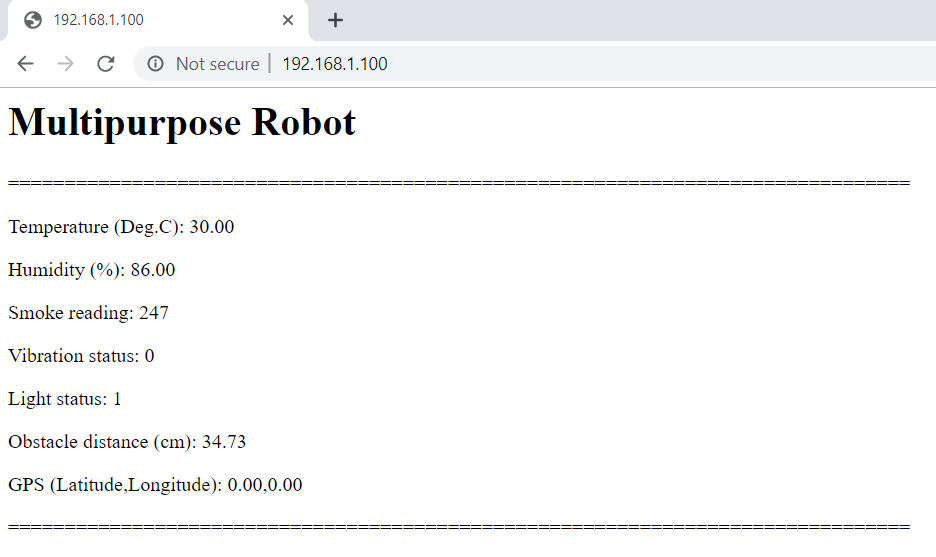 192.168.1.100
Not secure | 192.168.1.100
Multipurpose Robot
==================================================================================
Temperature (Deg.C): 30.00
Humidity (%): 86.00
Smoke reading: 247
Vibration status: 0
Light status: 1
Obstacle distance (cm): 34.73
GPS (Latitude,Longitude): 0.00,0.00
==================================================================================